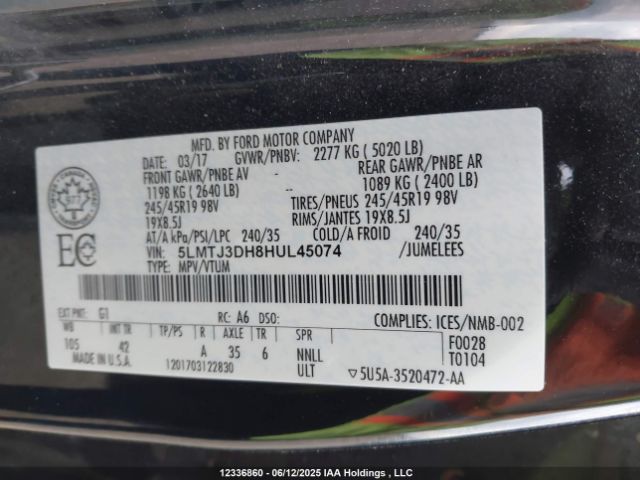 MFD. BY FORD MOTOR COMPANY
DATE: 03/17 GVWR/PNBV: 2277 KG ( 5020 LB)
FRONT GAWR/PNBE AV - REAR GAWR/PNBE AR
1198 KG ( 2640 LB) -- 1089 KG ( 2400 LB)
245/45R19 98V TIRES/PNEUS 245/45R19 98V
19X8.5J RIMS/JANTES 19X8.5J
AT/A kPa/PSI/LPC 240/35 COLD/A FROID 240/35
VIN: 5LMTJ3DH8HUL45074 /JUMELEES
TYPE: MPV/VTUM
EC
EXT PNT: G1 RC: A6 DSO: COMPLIES: ICES/NMB-002
WB INT TR TP/PS R AXLE TR SPR F0028
105 42 A 35 6 NNLL T0104
MADE IN U.S.A. 1201703122830 ULT ▽5U5A-3520472-AA
12336860 - 06/12/2025 IAA Holdings , LLC